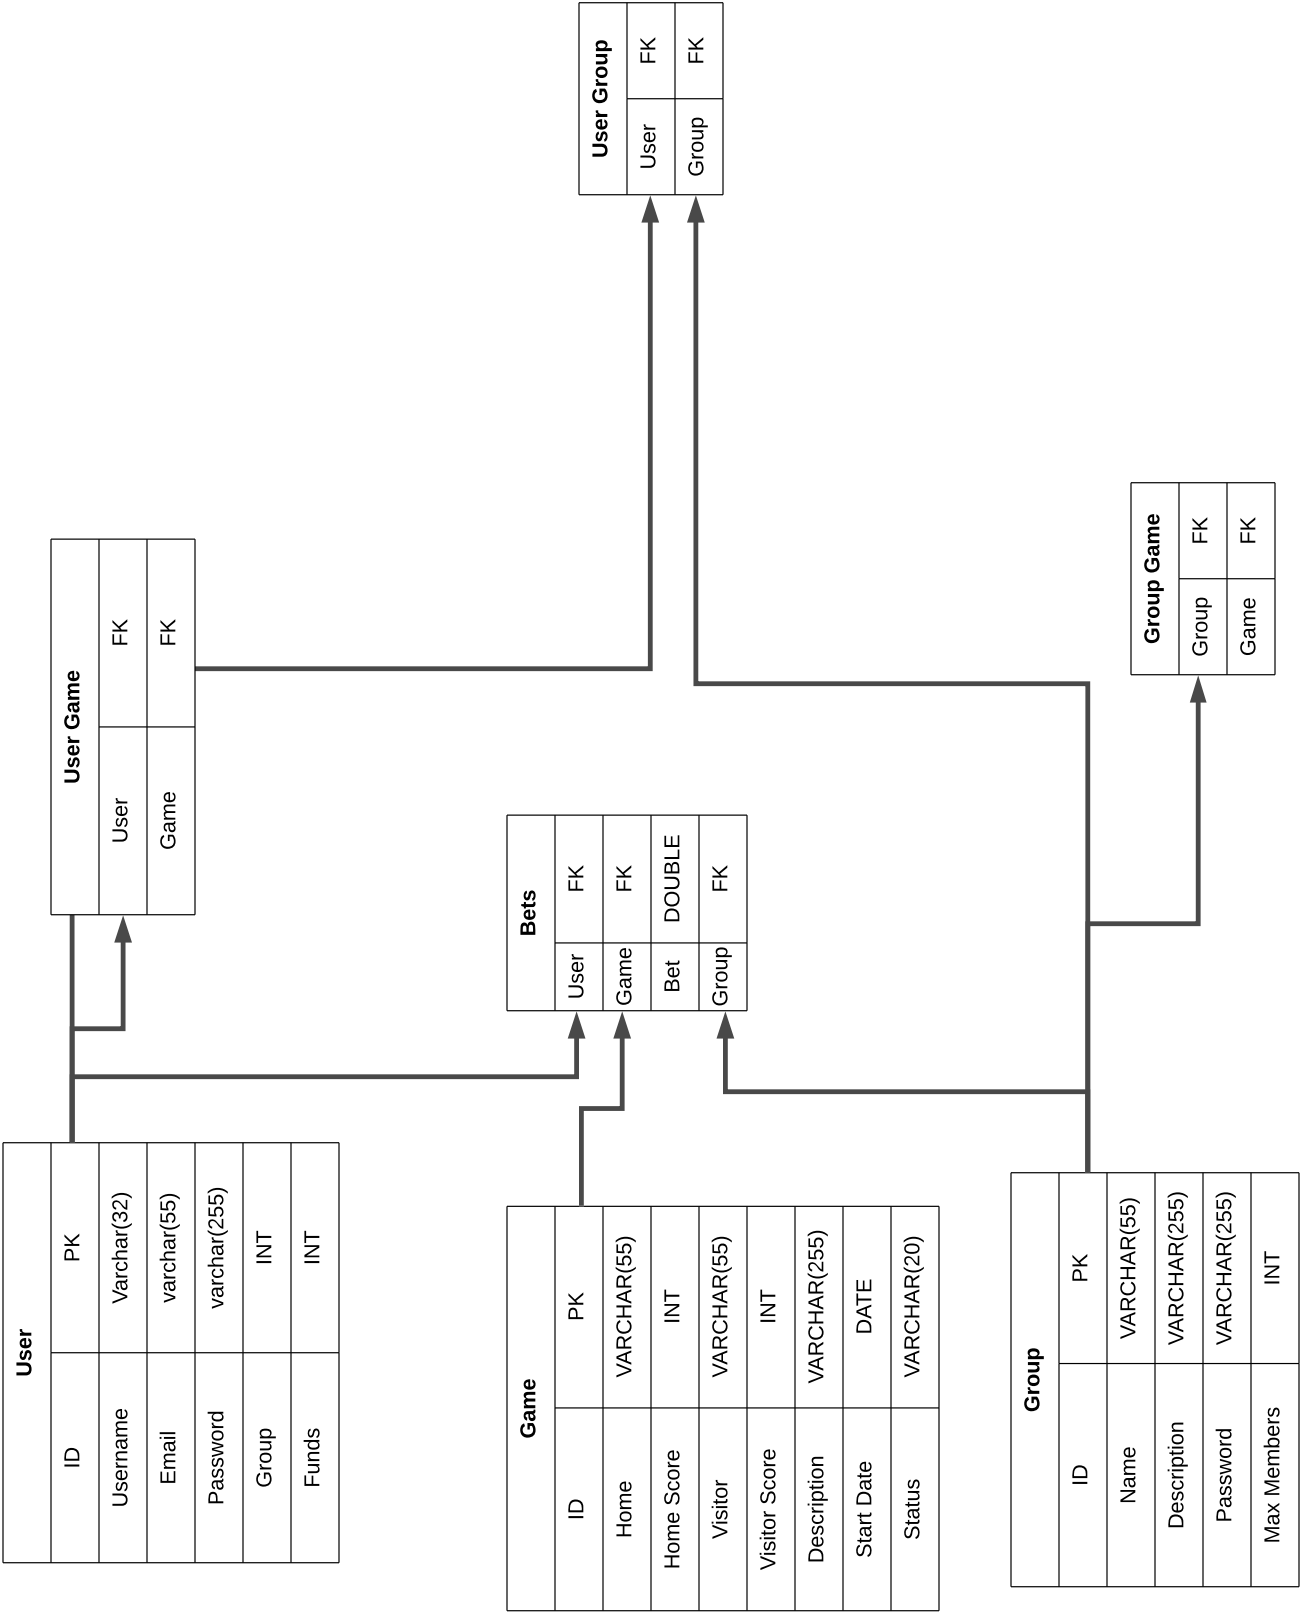 User
ID PK
Username Varchar(32)
Email varchar(55)
Password varchar(255)
Group INT
Funds INT
User Game
User FK
Game FK
Game
ID PK
Home VARCHAR(55)
Home Score INT
Visitor VARCHAR(55)
Visitor Score INT
Description VARCHAR(255)
Start Date DATE
Status VARCHAR(20)
Bets
User FK
Game FK
Bet DOUBLE
Group FK
User Group
User FK
Group FK
Group
ID PK
Name VARCHAR(55)
Description VARCHAR(255)
Password VARCHAR(255)
Max Members INT
Group Game
Group FK
Game FK